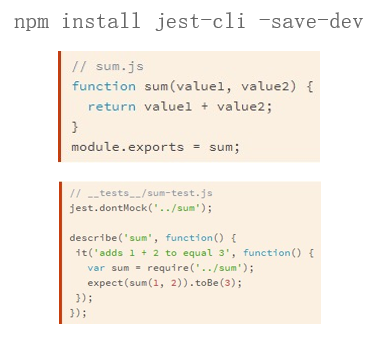 npm install jest-cli -save-dev
// sum.js
function sum(value1, value2) {
  return value1 + value2;
}
module.exports = sum;
// __tests__/sum-test.js
jest.dontMock('../sum');
describe('sum', function() {
 it('adds 1 + 2 to equal 3', function() {
   var sum = require('../sum');
   expect(sum(1, 2)).toBe(3);
 });
});